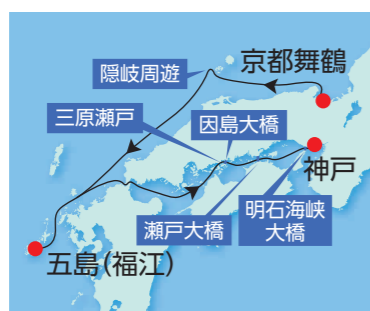 京都舞鶴
隠岐周遊
三原瀬戸
因島大橋
神戸
瀬戸大橋
明石海峡
大橋
五島(福江)